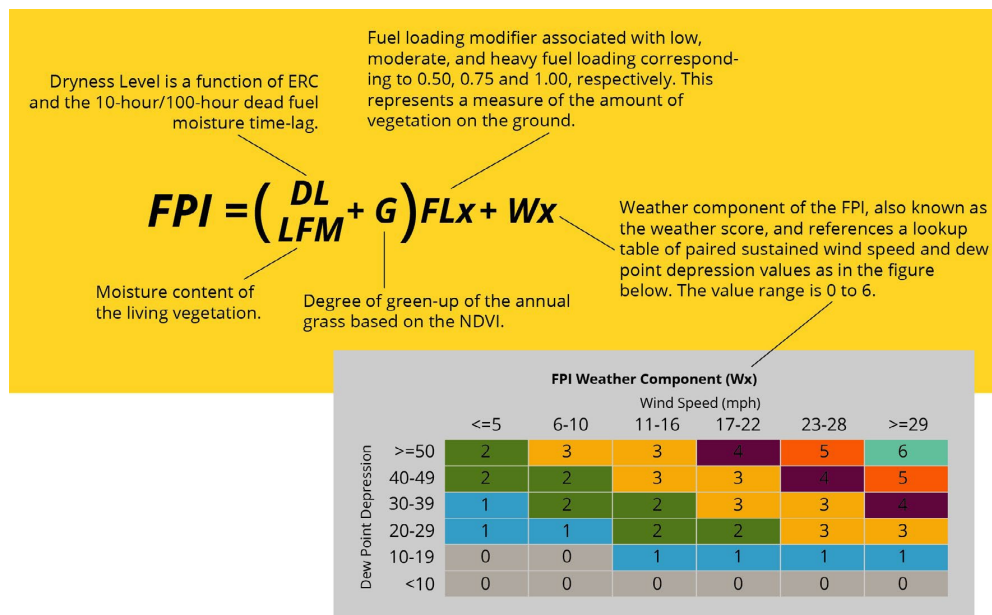 Fuel loading modifier associated with low,
moderate, and heavy fuel loading correspond-
ing to 0.50, 0.75 and 1.00, respectively. This
represents a measure of the amount of
vegetation on the ground.
Dryness Level is a function of ERC
and the 10-hour/100-hour dead fuel
moisture time-lag.
FPI = (DL
LFM + G) FLx + Wx
Weather component of the FPI, also known as
the weather score, and references a lookup
table of paired sustained wind speed and dew
point depression values as in the figure
below. The value range is 0 to 6.
Moisture content of
the living vegetation.
Degree of green-up of the annual
grass based on the NDVI.
FPI Weather Component (Wx)
Wind Speed (mph)
<=5 6-10 11-16 17-22 23-28 >=29
Dew Point Depression
>=50 2 3 3 4 5 6
40-49 2 2 3 3 4 5
30-39 1 2 2 3 3 4
20-29 1 1 2 2 3 3
10-19 0 0 1 1 1 1
<10 0 0 0 0 0 0